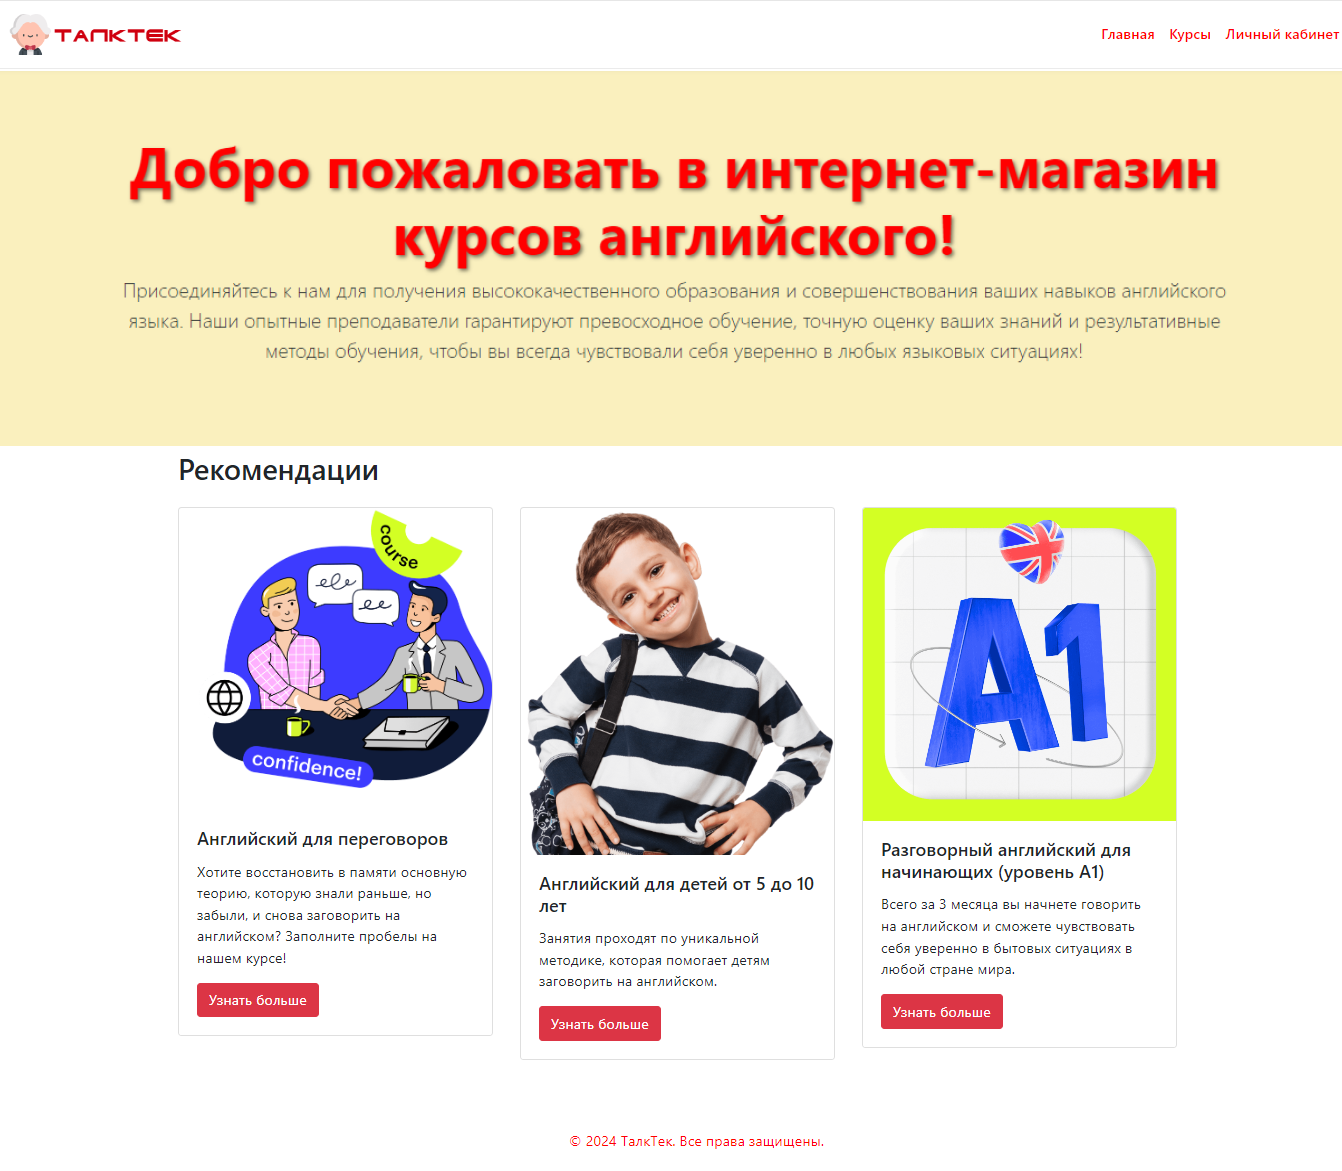 ТАЛКТЕК
Главная Курсы Личный кабинет
Добро пожаловать в интернет-магазин
курсов английского!
Присоединяйтесь к нам для получения высококачественного образования и совершенствования ваших навыков английского
языка. Наши опытные преподаватели гарантируют превосходное обучение, точную оценку ваших знаний и результативные
методы обучения, чтобы вы всегда чувствовали себя уверенно в любых языковых ситуациях!
Рекомендации
course
confidence!
Английский для переговоров
Хотите восстановить в памяти основную
теорию, которую знали раньше, но
забыли, и снова заговорить на
английском? Заполните пробелы на
нашем курсе!
Узнать больше
Английский для детей от 5 до 10
лет
Занятия проходят по уникальной
методике, которая помогает детям
заговорить на английском.
Узнать больше
A1
Разговорный английский для
начинающих (уровень A1)
Всего за 3 месяца вы начнете говорить
на английском и сможете чувствовать
себя уверенно в бытовых ситуациях в
любой стране мира.
Узнать больше
© 2024 ТалкТек. Все права защищены.